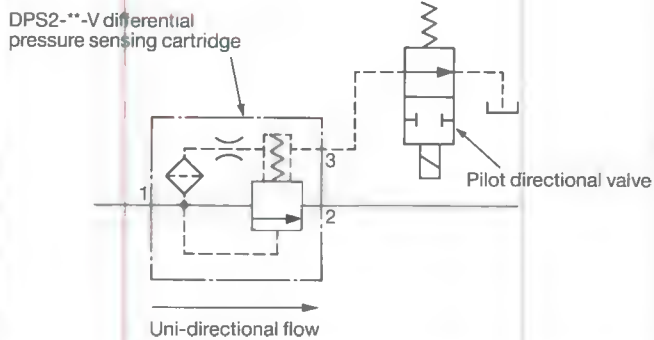 DPS2-**-V differential
pressure sensing cartridge
3
Pilot directional valve
1
2
Uni-directional flow